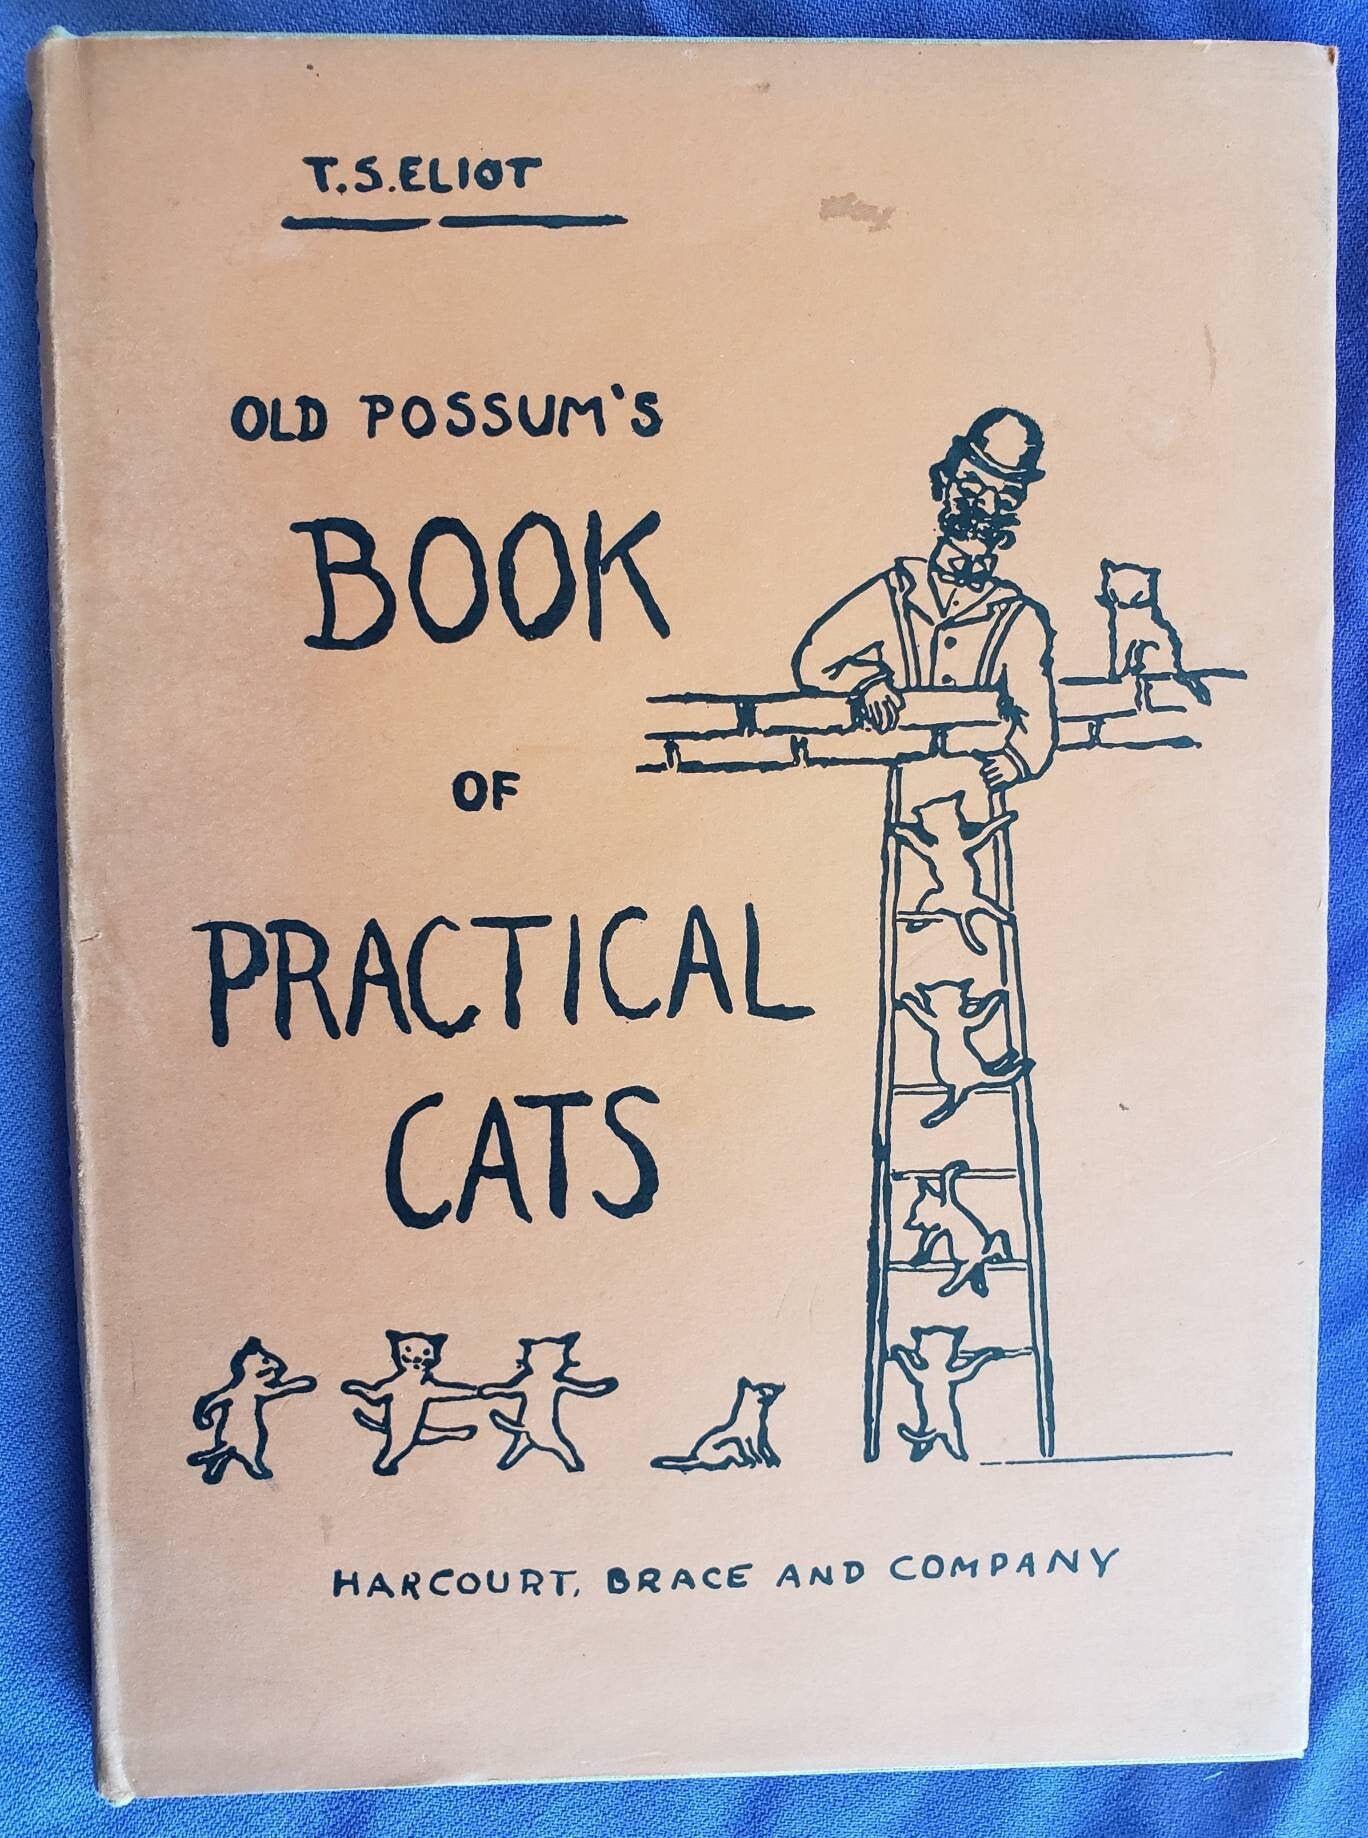 T.S.ELIOT
OLD POSSUM'S
BOOK
OF
PRACTICAL
CATS
HARCOURT, BRACE AND COMPANY